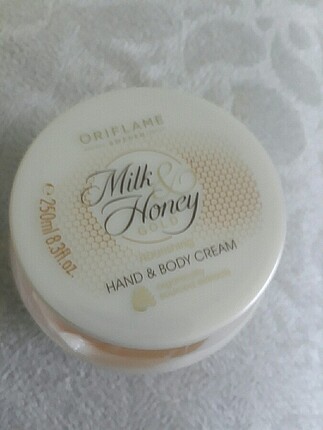 ORIFLAME
SWEDEN
Milk &
Honey
GOLD
HAND & BODY CREAM
℮ 250ml 8.3fl.oz.